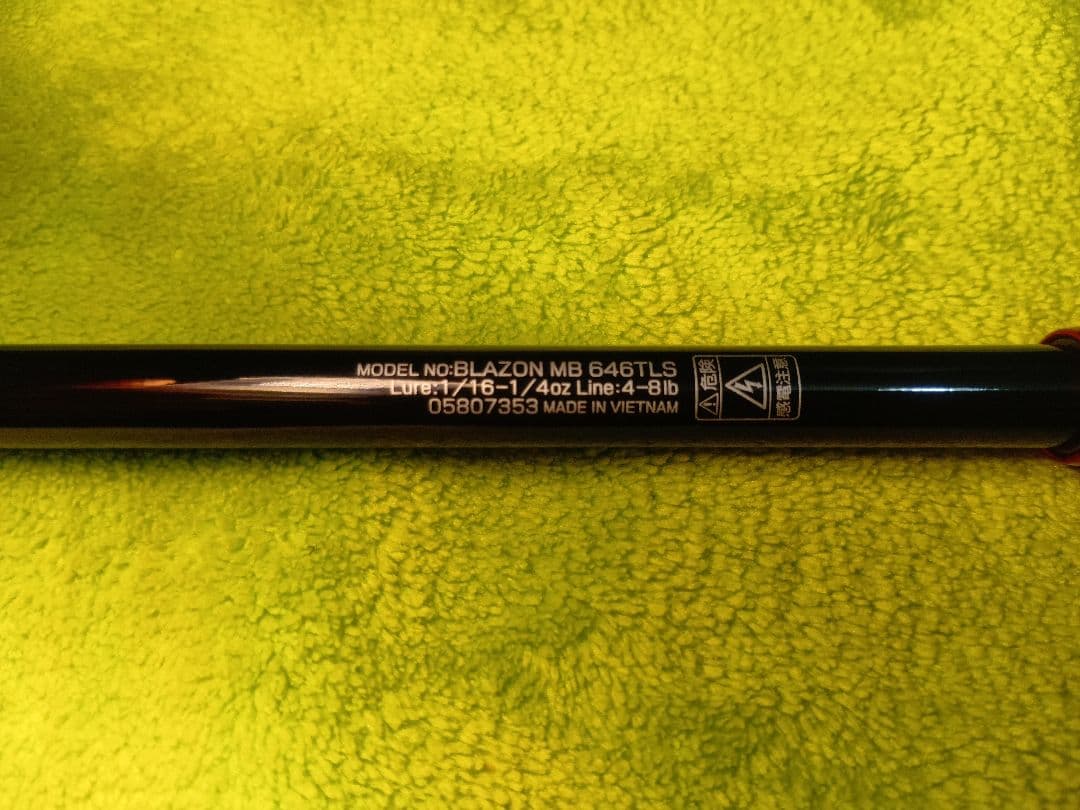 MODEL NO:BLAZON MB 646TLS
Lure:1/16-1/4oz Line:4-8lb
05807353 MADE IN VIETNAM
危険
感電注意